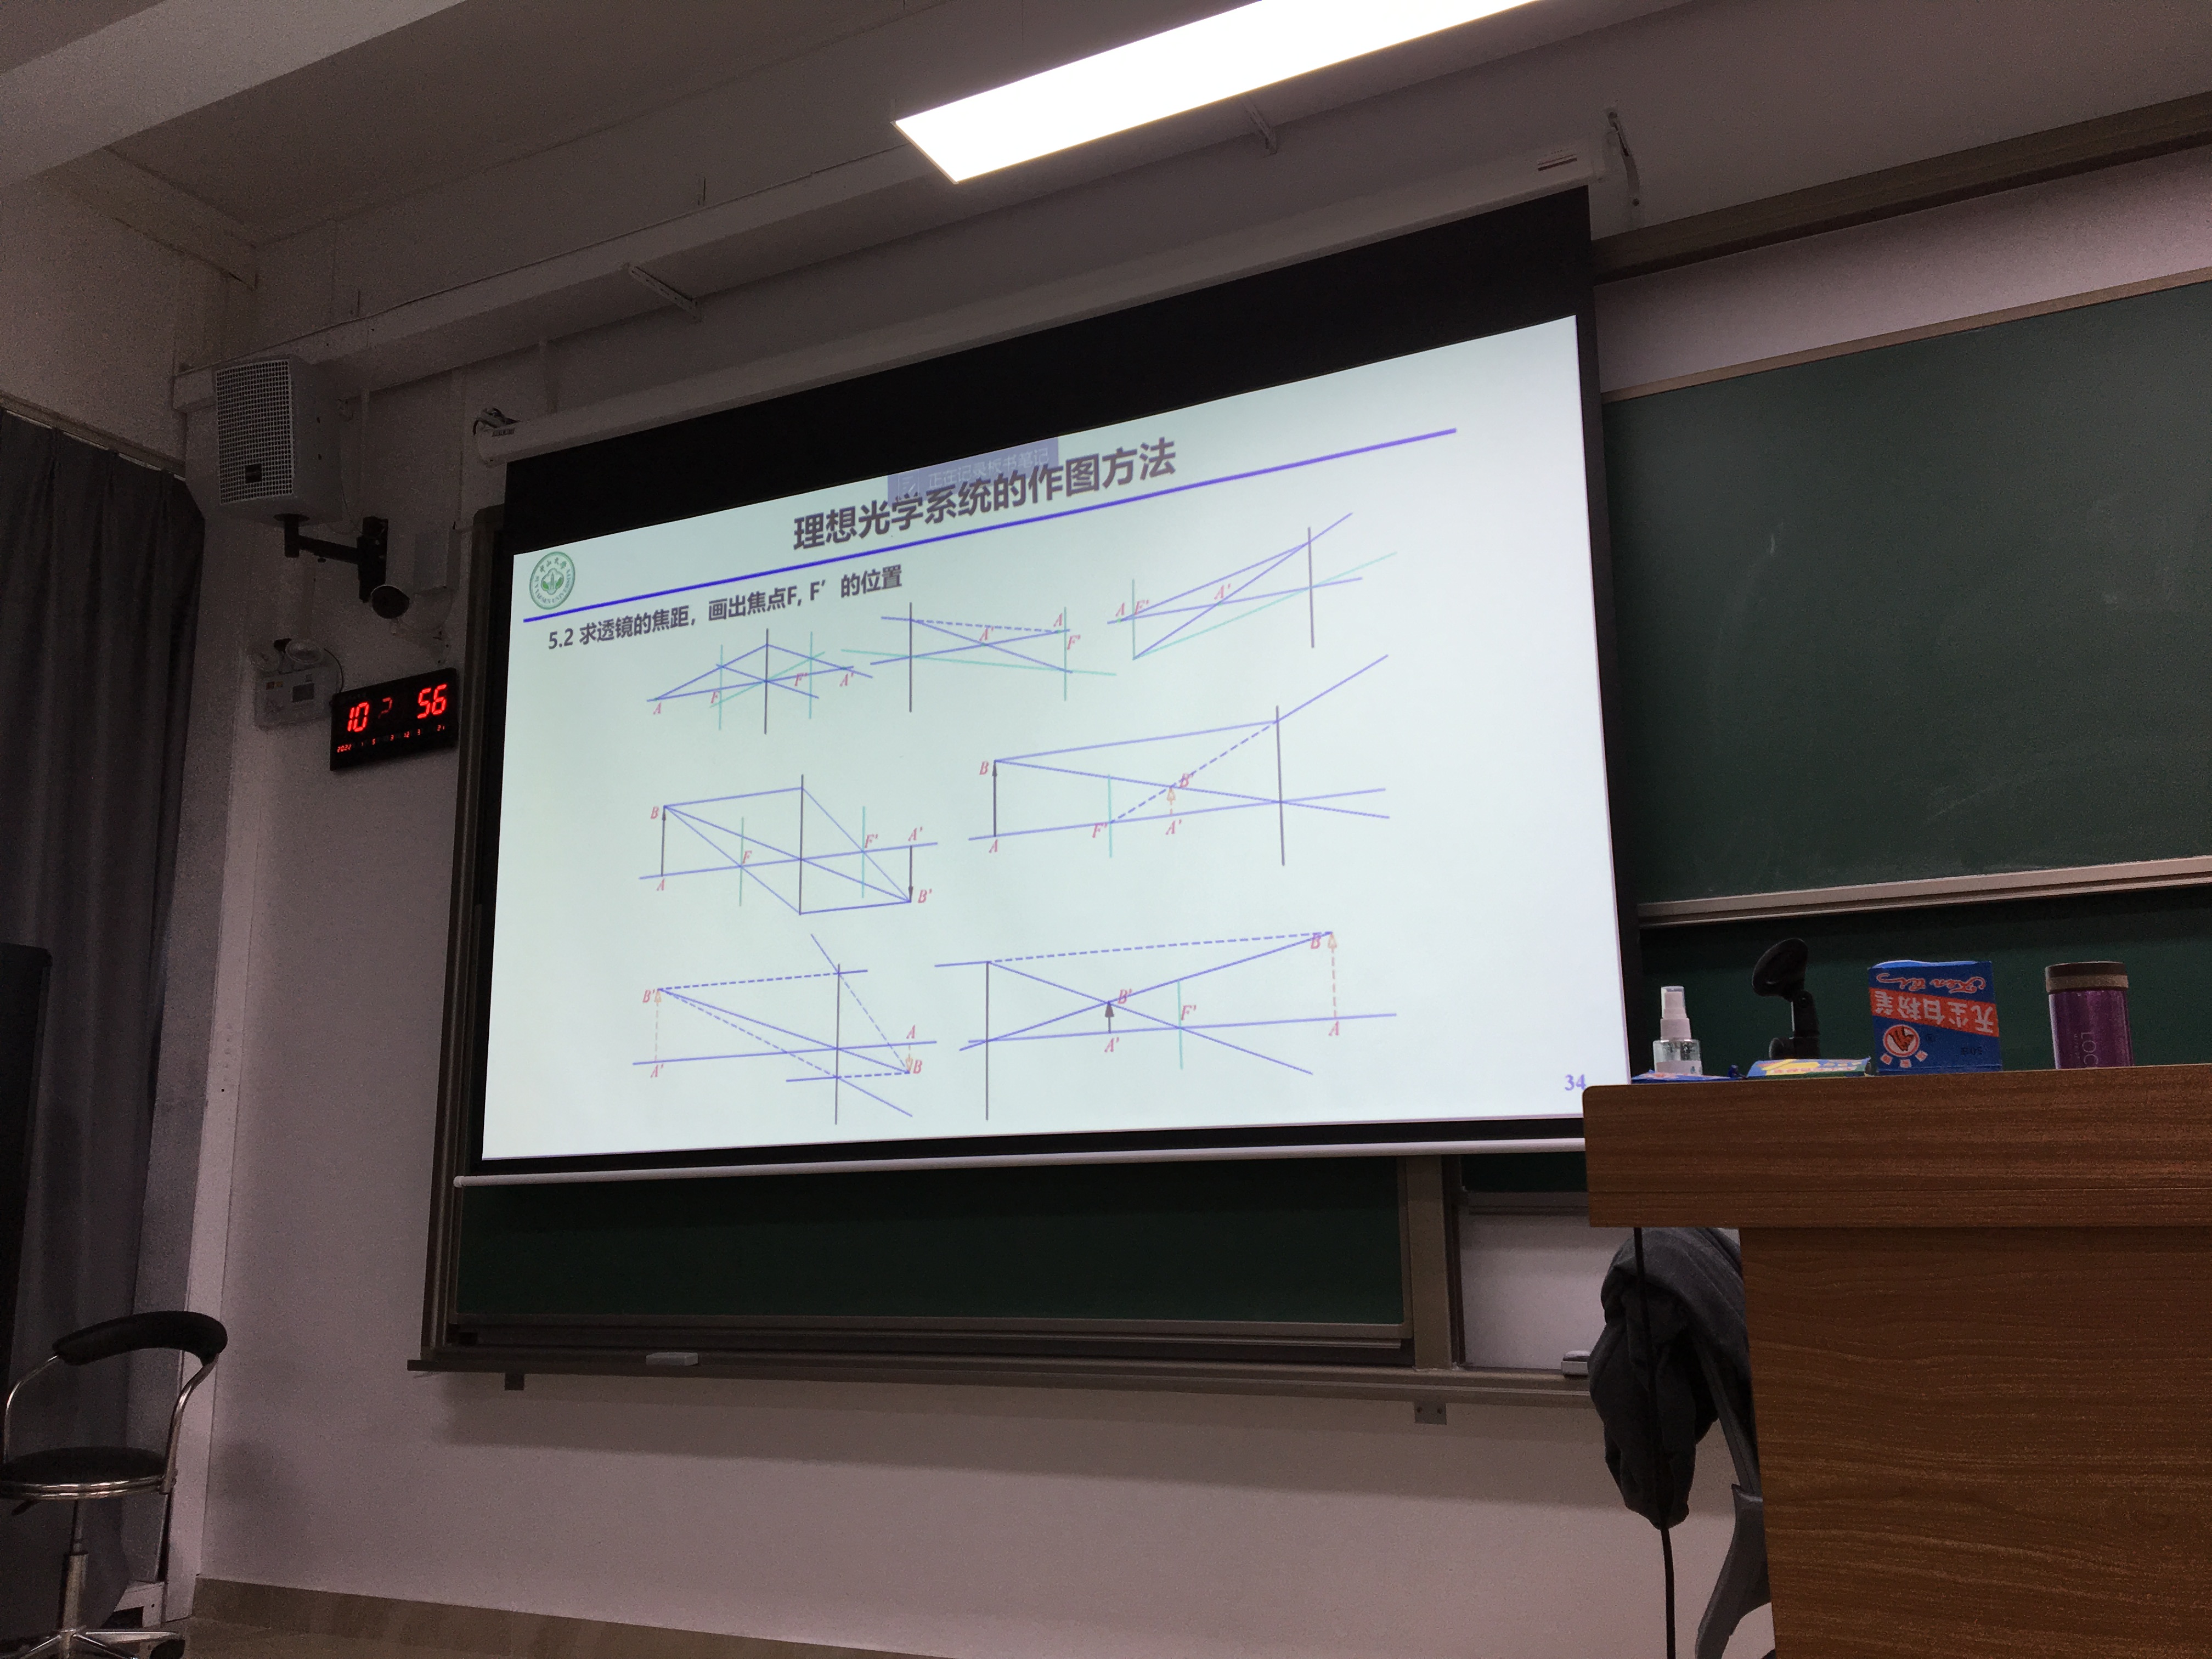 正在记录板书笔记
理想光学系统的作图方法
5.2 求透镜的焦距，画出焦点F, F′ 的位置
A F F' A'
A' A F'
A F' A'
B A F F' A' B'
B A F' B' A'
B' A' A B
B' A' F' B A
34
10 56
无尘白粉笔
LOC